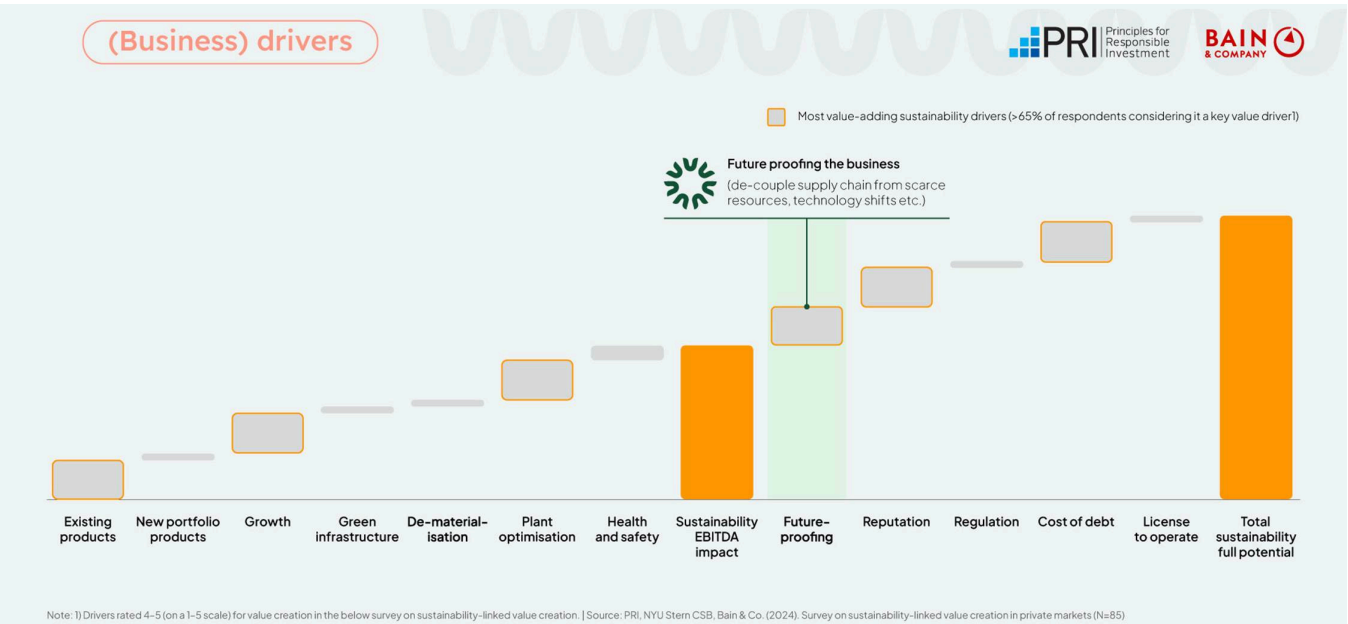 (Business) drivers
PRI Principles for
Responsible
Investment
BAIN
& COMPANY
Most value-adding sustainability drivers (>65% of respondents considering it a key value driver1)
Future proofing the business
(de-couple supply chain from scarce
resources, technology shifts etc.)
Existing
products
New portfolio
products
Growth
Green
infrastructure
De-material-
isation
Plant
optimisation
Health
and safety
Sustainability
EBITDA
impact
Future-
proofing
Reputation
Regulation
Cost of debt
License
to operate
Total
sustainability
full potential
Note: 1) Drivers rated 4-5 (on a 1-5 scale) for value creation in the below survey on sustainability-linked value creation. | Source: PRI, NYU Stern CSB, Bain & Co. (2024). Survey on sustainability-linked value creation in private markets (N=85)